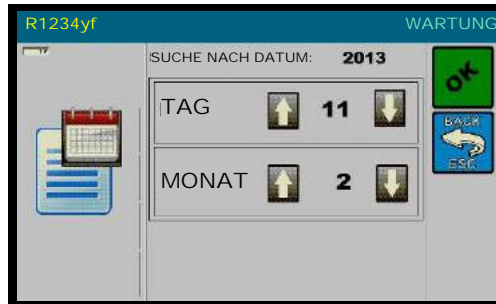 R1234yf WARTUNG
SUCHE NACH DATUM: 2013
OK
TAG 11
BACK
ESC
MONAT 2